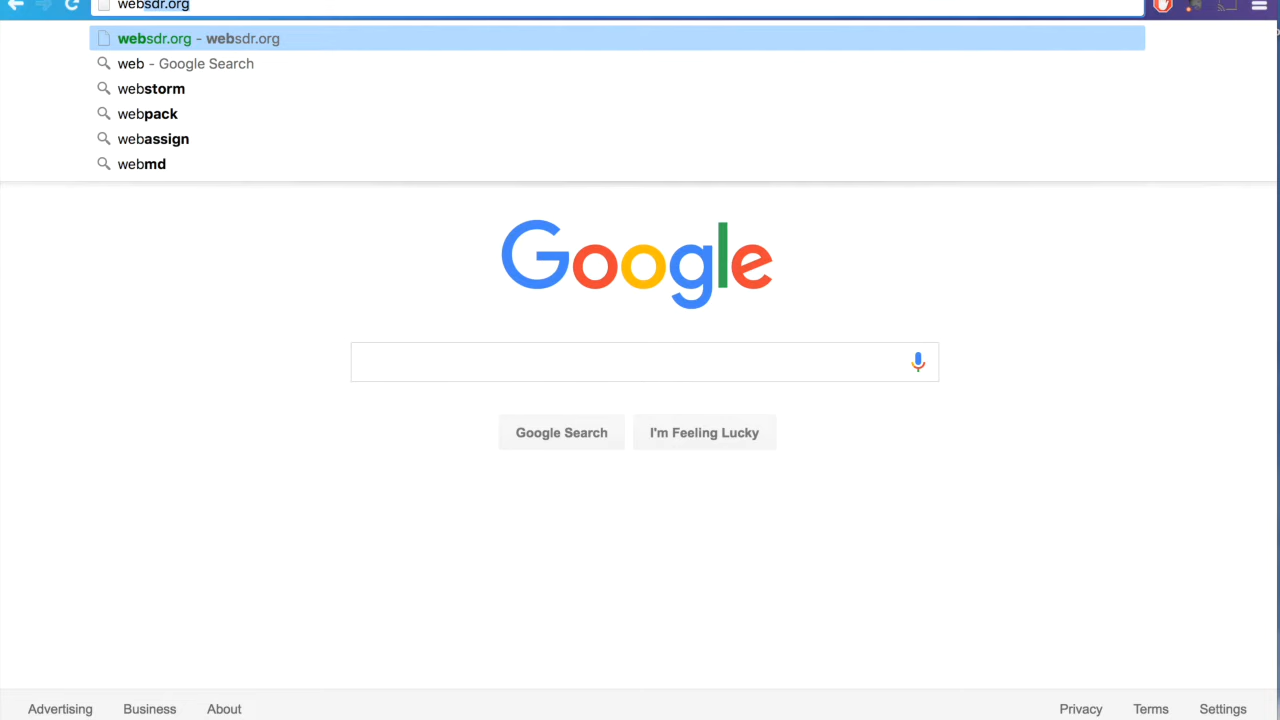 websdr.org
websdr.org - websdr.org
web - Google Search
webstorm
webpack
webassign
webmd
Google
Google Search I'm Feeling Lucky
Advertising Business About Privacy Terms Settings